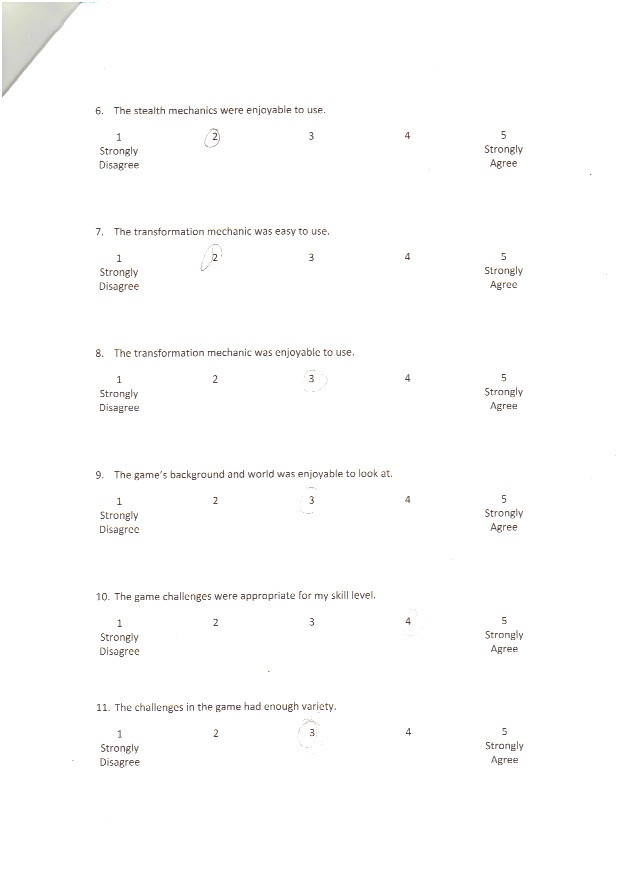 6. The stealth mechanics were enjoyable to use.
1 2 3 4 5
Strongly Strongly
Disagree Agree
7. The transformation mechanic was easy to use.
1 2 3 4 5
Strongly Strongly
Disagree Agree
8. The transformation mechanic was enjoyable to use.
1 2 3 4 5
Strongly Strongly
Disagree Agree
9. The game's background and world was enjoyable to look at.
1 2 3 4 5
Strongly Strongly
Disagree Agree
10. The game challenges were appropriate for my skill level.
1 2 3 4 5
Strongly Strongly
Disagree Agree
11. The challenges in the game had enough variety.
1 2 3 4 5
Strongly Strongly
Disagree Agree